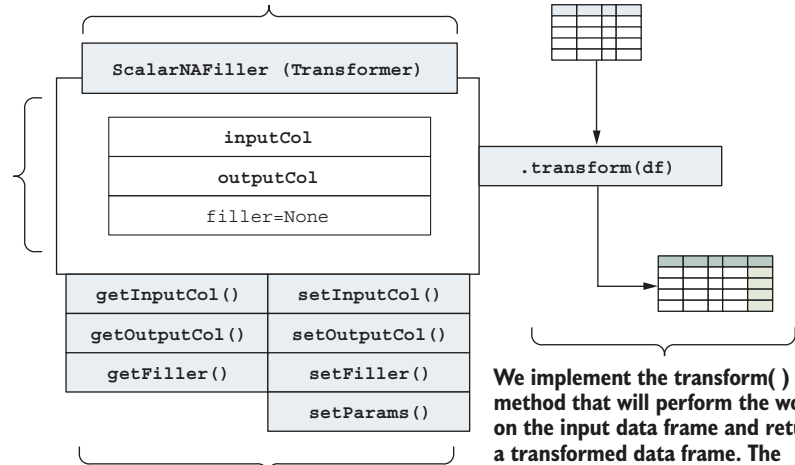 ScalarNAFiller (Transformer)
inputCol
outputCol
filler=None
.transform(df)
getInputCol()
setInputCol()
getOutputCol()
setOutputCol()
getFiller()
setFiller()
setParams()
We implement the transform( )
method that will perform the
on the input data frame and
a transformed data frame. The